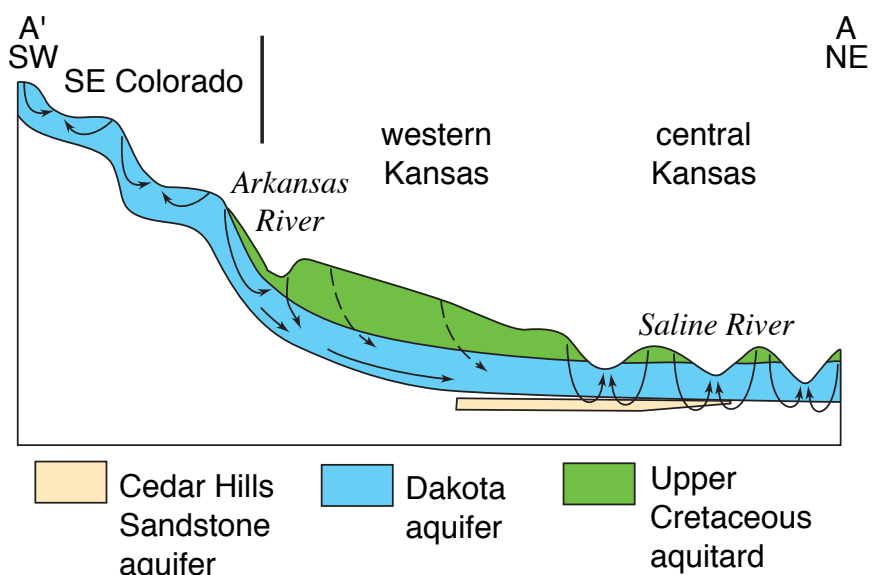 A'
SW
A
NE
SE Colorado
western
Kansas
central
Kansas
Arkansas
River
Saline River
Cedar Hills
Sandstone
aquifer
Dakota
aquifer
Upper
Cretaceous
aquitard